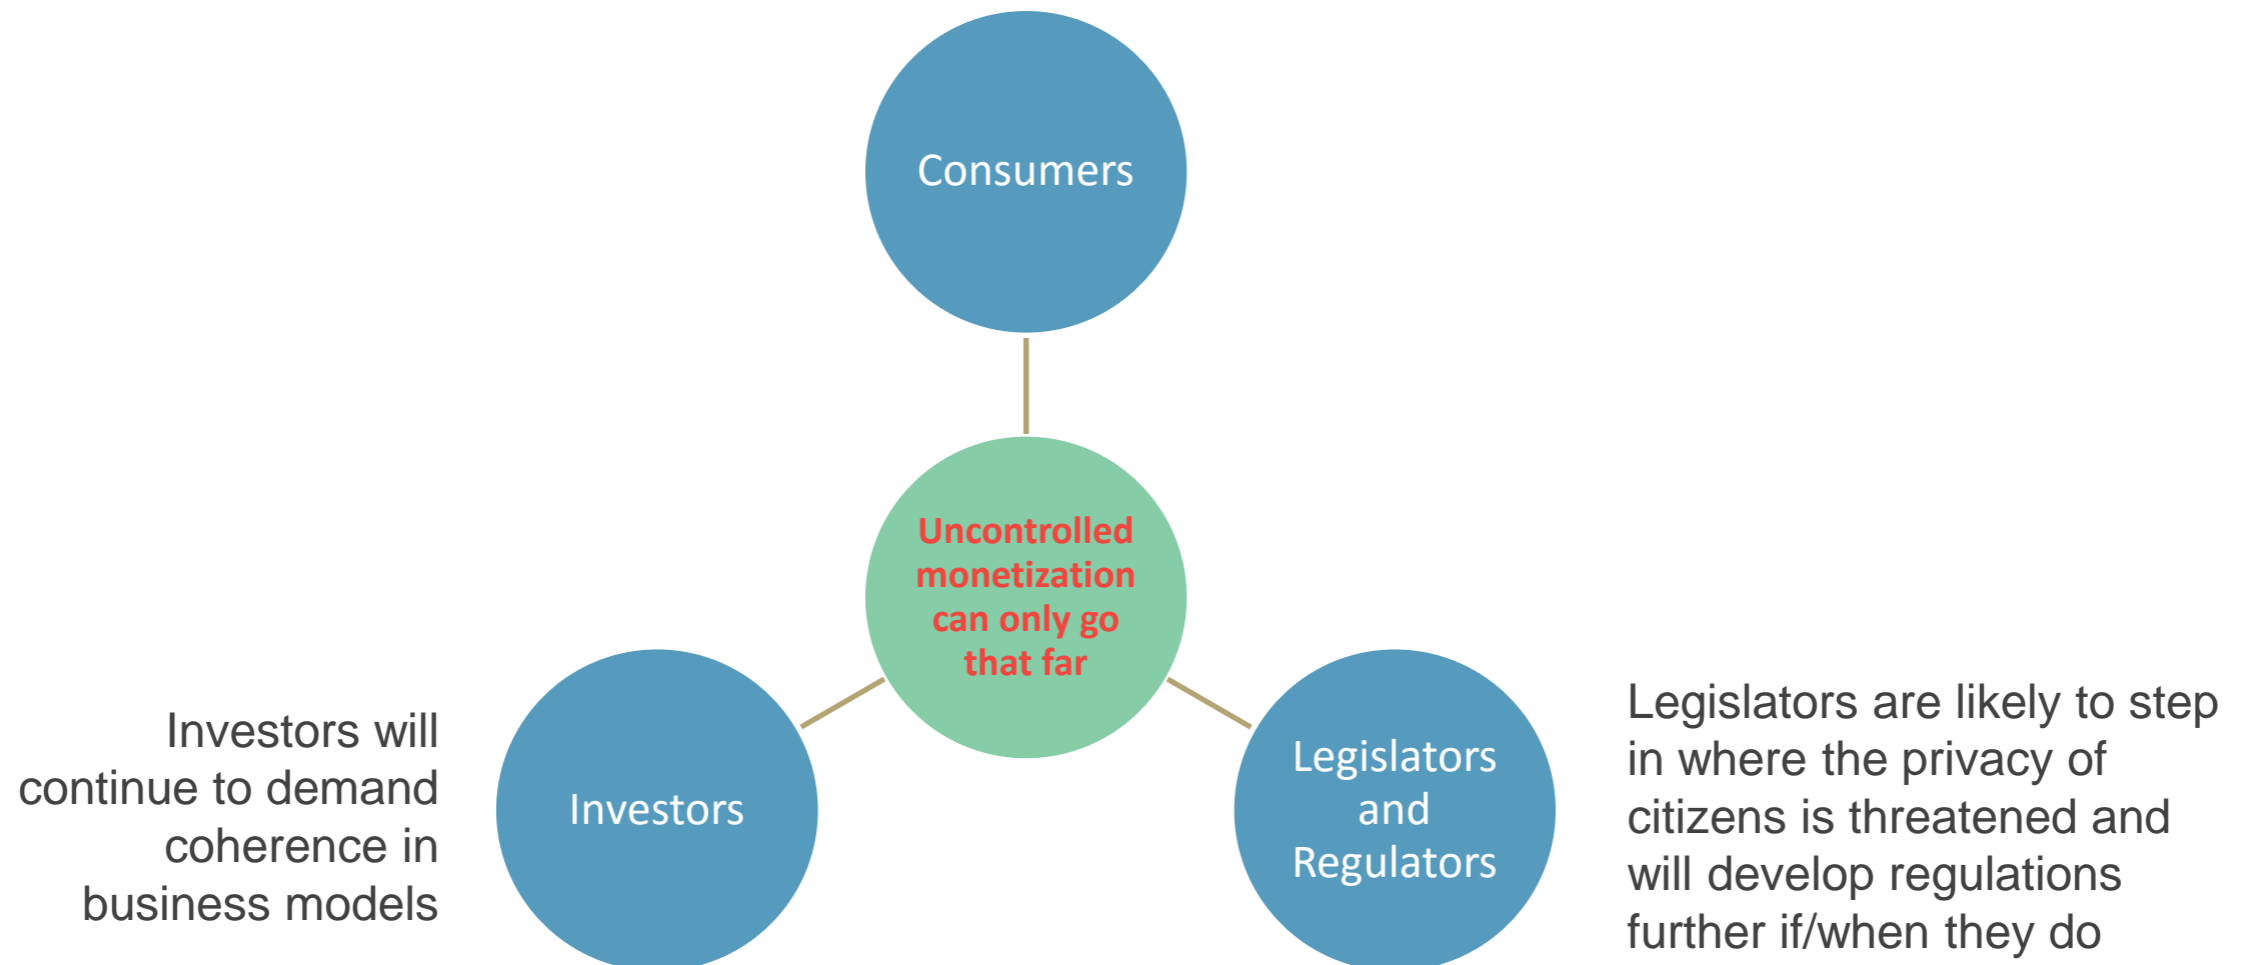 Consumers
Uncontrolled
monetization
can only go
that far
Investors will
continue to demand
coherence in
business models
Investors
Legislators
and
Regulators
Legislators are likely to step
in where the privacy of
citizens is threatened and
will develop regulations
further if/when they do